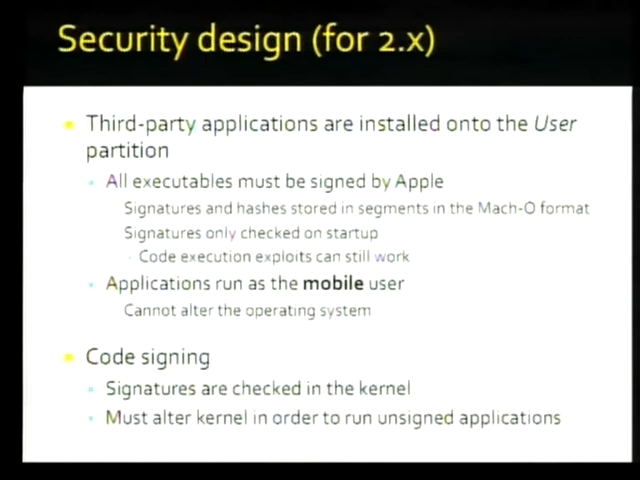 Security design (for 2.x)
Third-party applications are installed onto the User
partition
All executables must be signed by Apple
Signatures and hashes stored in segments in the Mach-O format
Signatures only checked on startup
Code execution exploits can still work
Applications run as the mobile user
Cannot alter the operating system
Code signing
Signatures are checked in the kernel
Must alter kernel in order to run unsigned applications